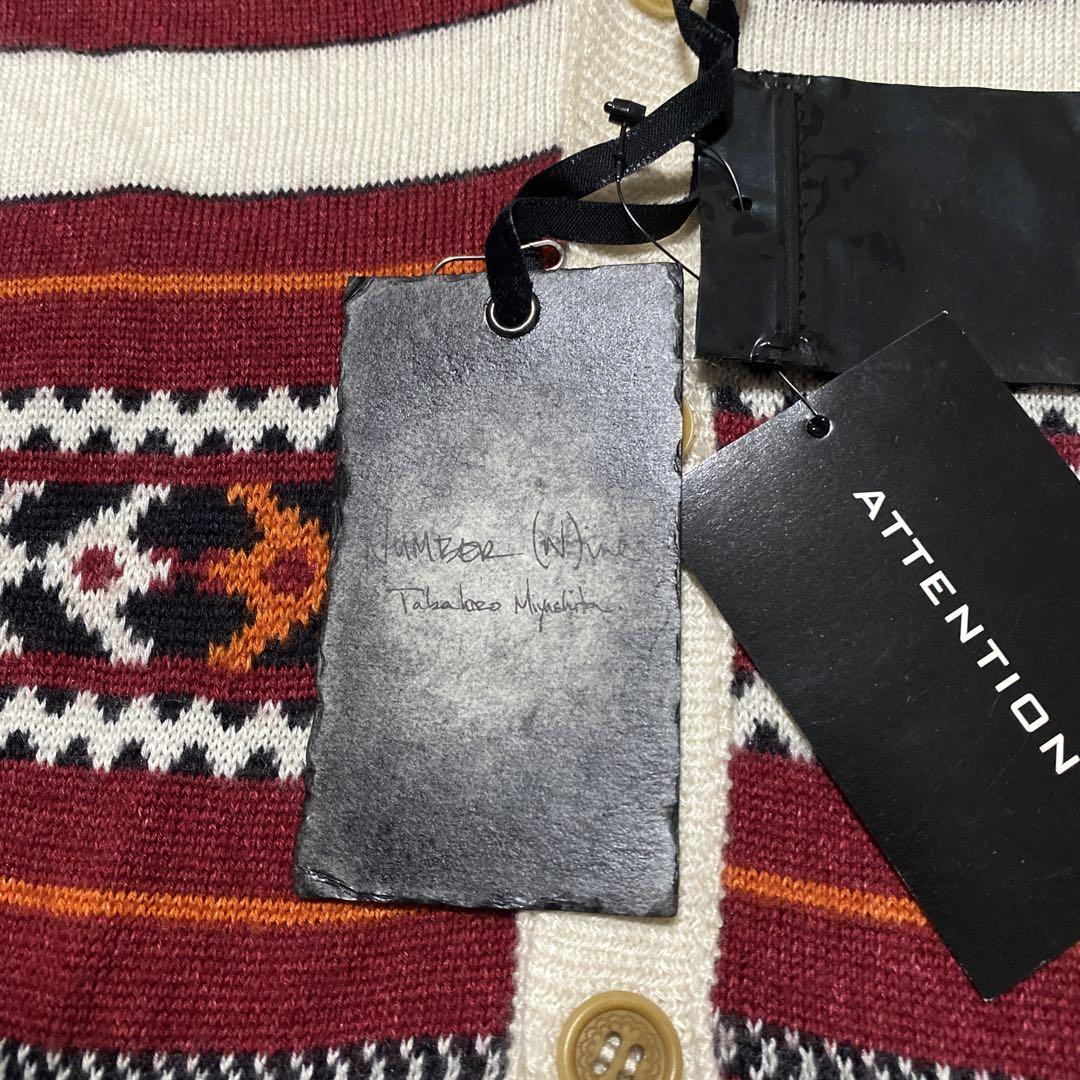 NUMBER (N)ine
Takahiro Miyashita.
ATTENTION